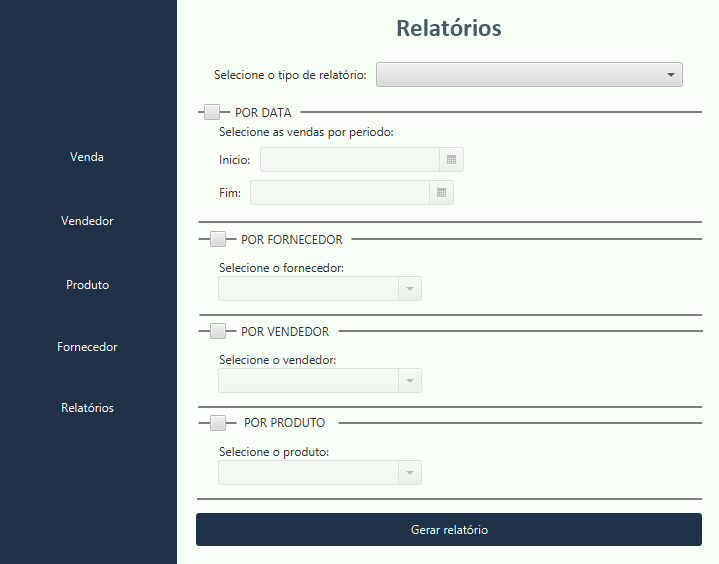 Venda
Vendedor
Produto
Fornecedor
Relatórios
Relatórios
Selecione o tipo de relatório:
POR DATA
Selecione as vendas por periodo:
Inicio:
Fim:
POR FORNECEDOR
Selecione o fornecedor:
POR VENDEDOR
Selecione o vendedor:
POR PRODUTO
Selecione o produto:
Gerar relatório